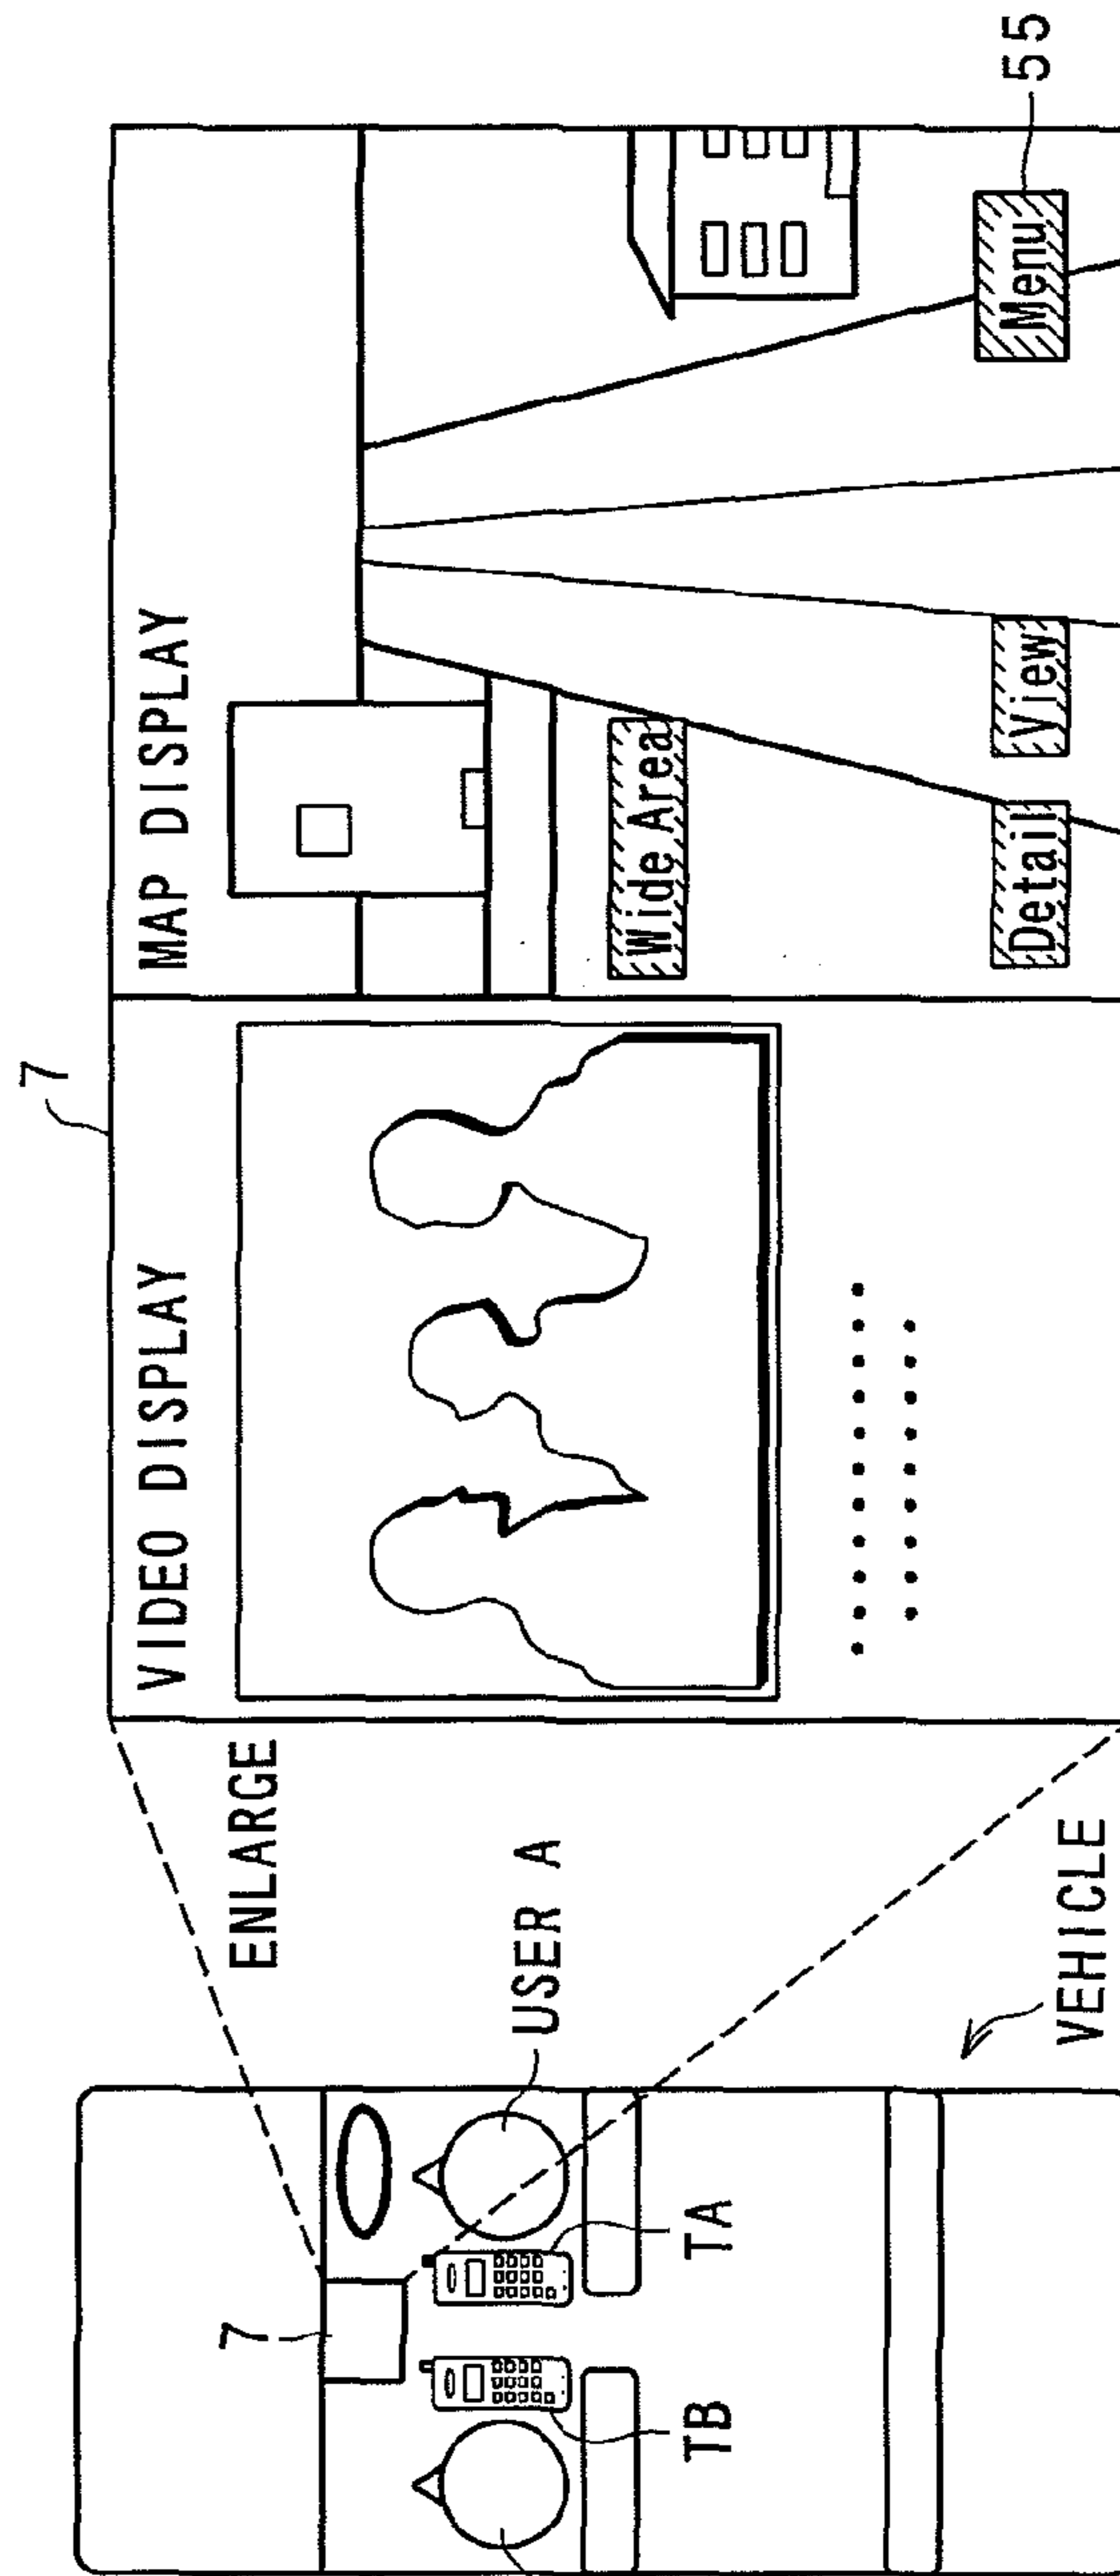 7
VIDEO DISPLAY
MAP DISPLAY
Wide Area
Detail
View
Menu
55
ENLARGE
7
USER A
TB
TA
VEHICLE